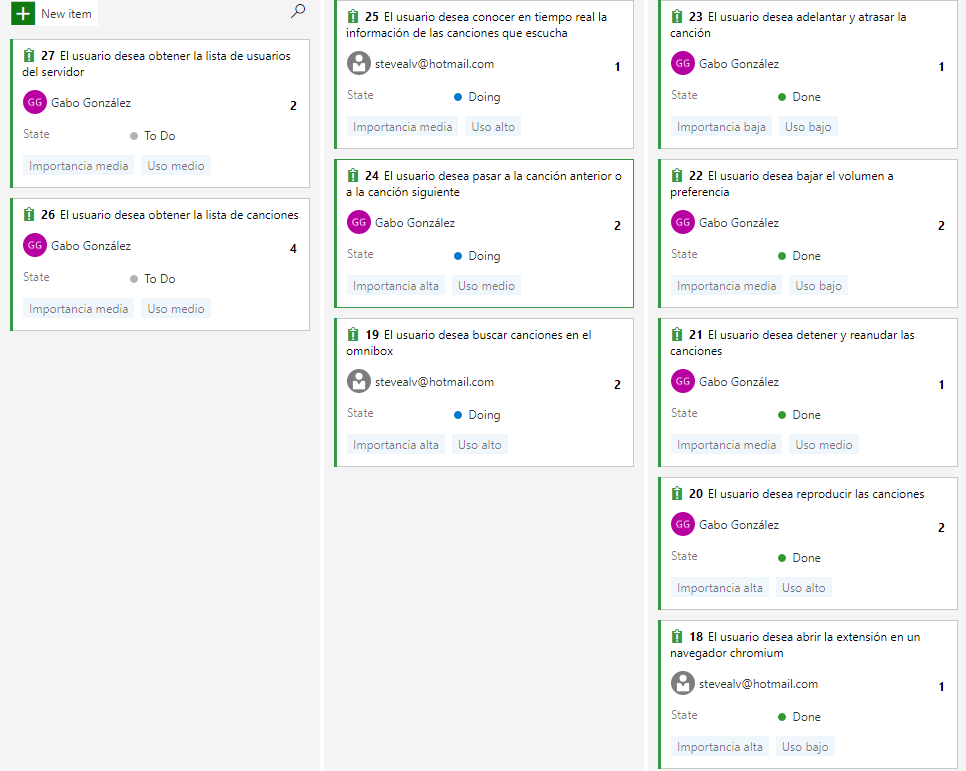 New item
27 El usuario desea obtener la lista de usuarios
del servidor
GG Gabo González
2
State
To Do
Importancia media
Uso medio
26 El usuario desea obtener la lista de canciones
GG Gabo González
4
State
To Do
Importancia media
Uso medio
25 El usuario desea conocer en tiempo real la
información de las canciones que escucha
stevealv@hotmail.com
1
State
Doing
Importancia media
Uso alto
24 El usuario desea pasar a la canción anterior o
a la canción siguiente
GG Gabo González
2
State
Doing
Importancia alta
Uso medio
19 El usuario desea buscar canciones en el
omnibox
stevealv@hotmail.com
2
State
Doing
Importancia alta
Uso alto
23 El usuario desea adelantar y atrasar la
canción
GG Gabo González
1
State
Done
Importancia baja
Uso bajo
22 El usuario desea bajar el volumen a
preferencia
GG Gabo González
2
State
Done
Importancia media
Uso bajo
21 El usuario desea detener y reanudar las
canciones
GG Gabo González
1
State
Done
Importancia media
Uso medio
20 El usuario desea reproducir las canciones
GG Gabo González
2
State
Done
Importancia alta
Uso alto
18 El usuario desea abrir la extensión en un
navegador chromium
stevealv@hotmail.com
1
State
Done
Importancia alta
Uso bajo